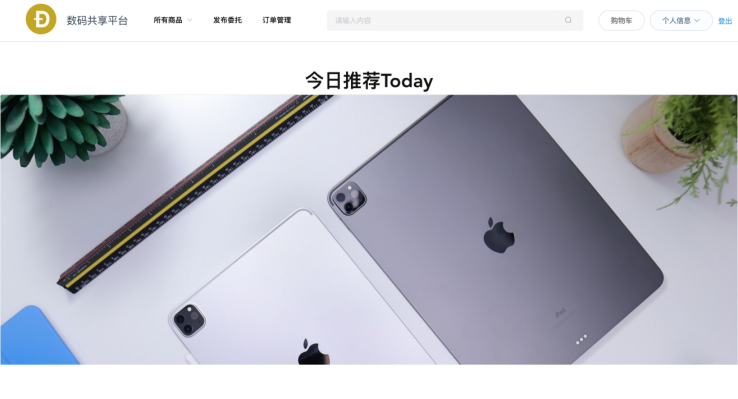 Đ 数码共享平台 所有商品 发布委托 订单管理 请输入内容 购物车 个人信息 登出
今日推荐Today
iPad